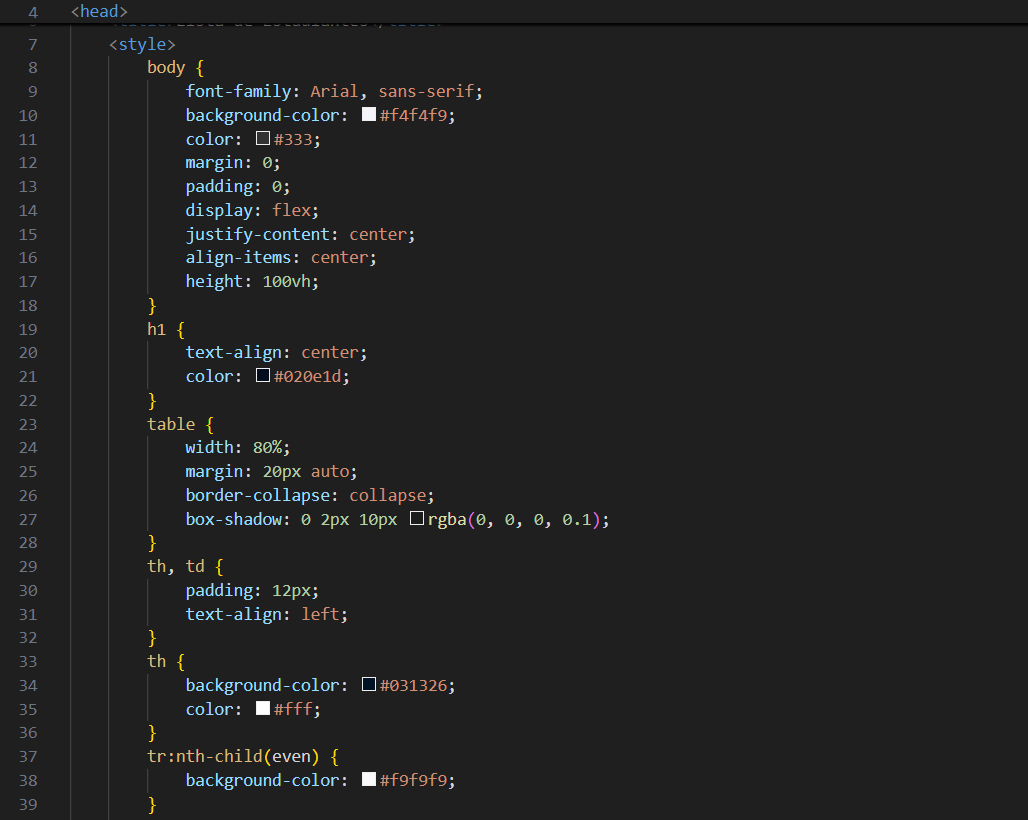 4 <head>
7 <style>
8 body {
9 font-family: Arial, sans-serif;
10 background-color: #f4f4f9;
11 color: #333;
12 margin: 0;
13 padding: 0;
14 display: flex;
15 justify-content: center;
16 align-items: center;
17 height: 100vh;
18 }
19 h1 {
20 text-align: center;
21 color: #020e1d;
22 }
23 table {
24 width: 80%;
25 margin: 20px auto;
26 border-collapse: collapse;
27 box-shadow: 0 2px 10px rgba(0, 0, 0, 0.1);
28 }
29 th, td {
30 padding: 12px;
31 text-align: left;
32 }
33 th {
34 background-color: #031326;
35 color: #fff;
36 }
37 tr:nth-child(even) {
38 background-color: #f9f9f9;
39 }